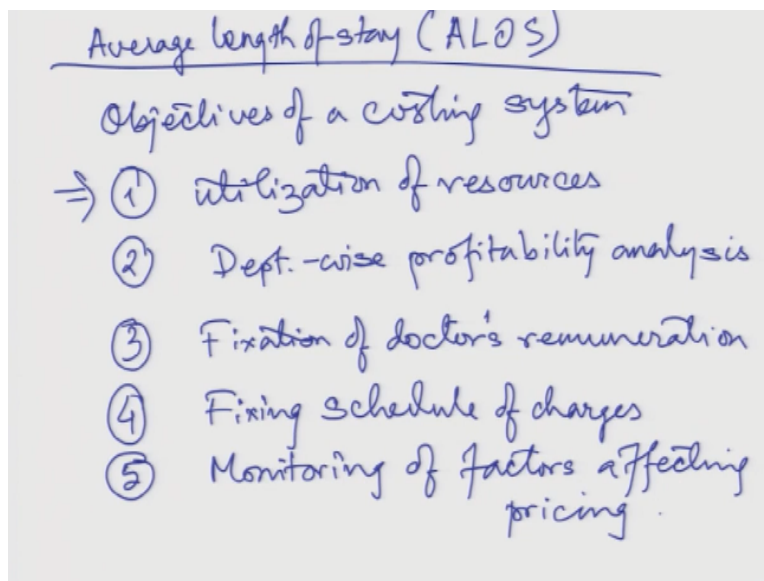 Average length of stay (ALOS)
Objectives of a costing system
⇒ ① utilization of resources
② Dept.-wise profitability analysis
③ Fixation of doctor's remuneration
④ Fixing schedule of charges
⑤ Monitoring of factors affecting
pricing.